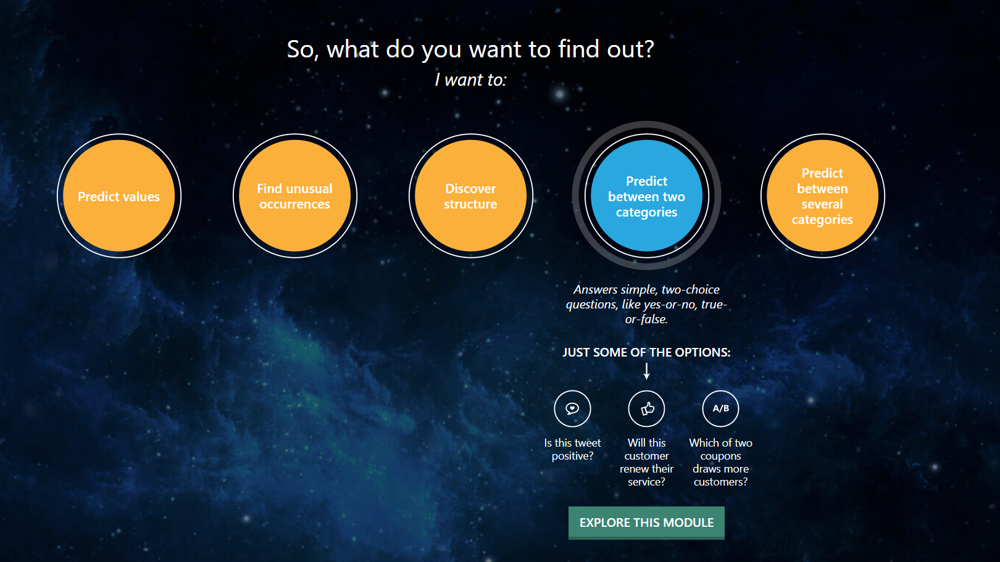 So, what do you want to find out?
I want to:
Predict values
Find unusual
occurrences
Discover
structure
Predict
between two
categories
Predict
between
several
categories
Answers simple, two-choice
questions, like yes-or-no, true-
or-false.
JUST SOME OF THE OPTIONS:
Is this tweet
positive?
Will this
customer
renew their
service?
A/B
Which of two
coupons
draws more
customers?
EXPLORE THIS MODULE